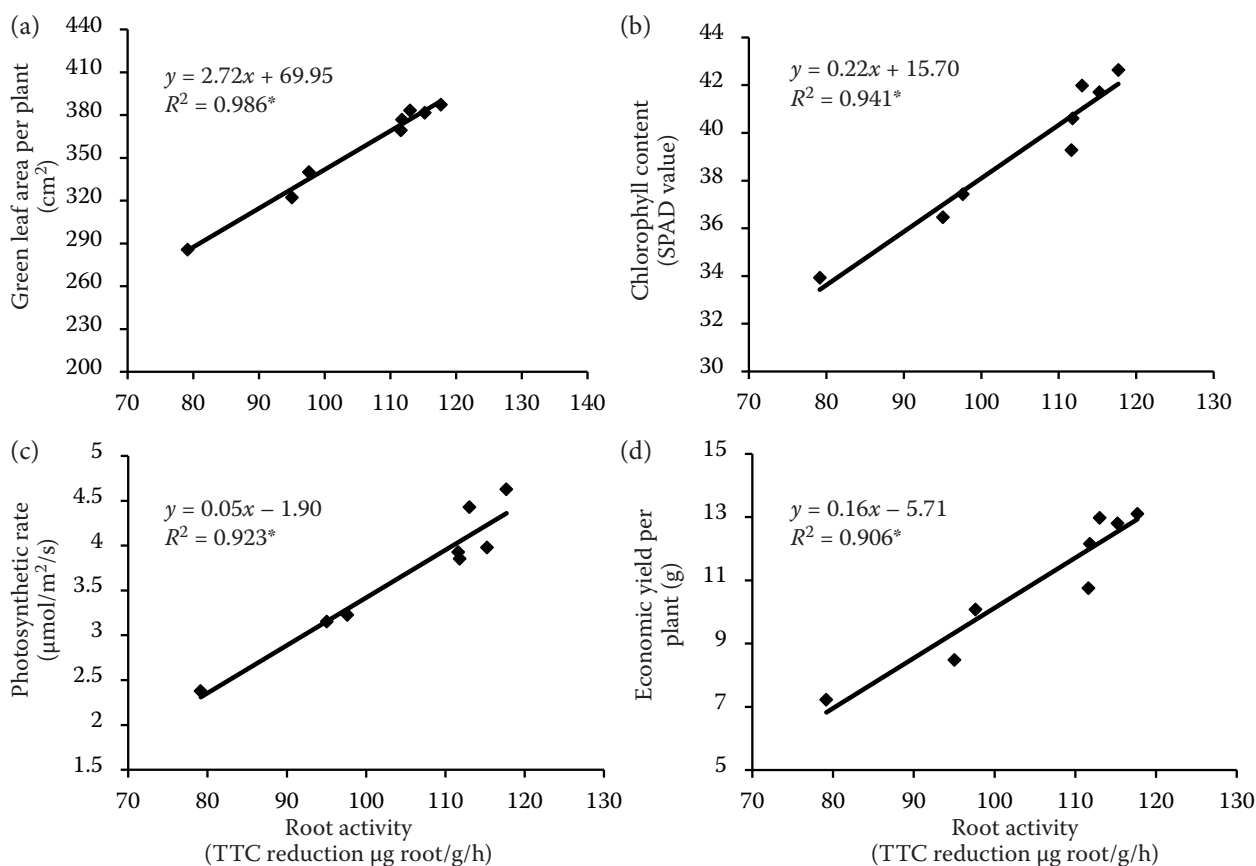 (a)
Green leaf area per plant
(cm²)
440
410
380
350
320
290
260
230
200
y = 2.72x + 69.95
R² = 0.986*
70 80 90 100 110 120 130 140
(b)
Chlorophyll content
(SPAD value)
44
42
40
38
36
34
32
30
y = 0.22x + 15.70
R² = 0.941*
70 80 90 100 110 120 130
(c)
Photosynthetic rate
(μmol/m²/s)
5
4.5
4
3.5
3
2.5
2
1.5
y = 0.05x – 1.90
R² = 0.923*
70 80 90 100 110 120 130
Root activity
(TTC reduction μg root/g/h)
(d)
Economic yield per
plant (g)
15
13
11
9
7
5
y = 0.16x – 5.71
R² = 0.906*
70 80 90 100 110 120 130
Root activity
(TTC reduction μg root/g/h)